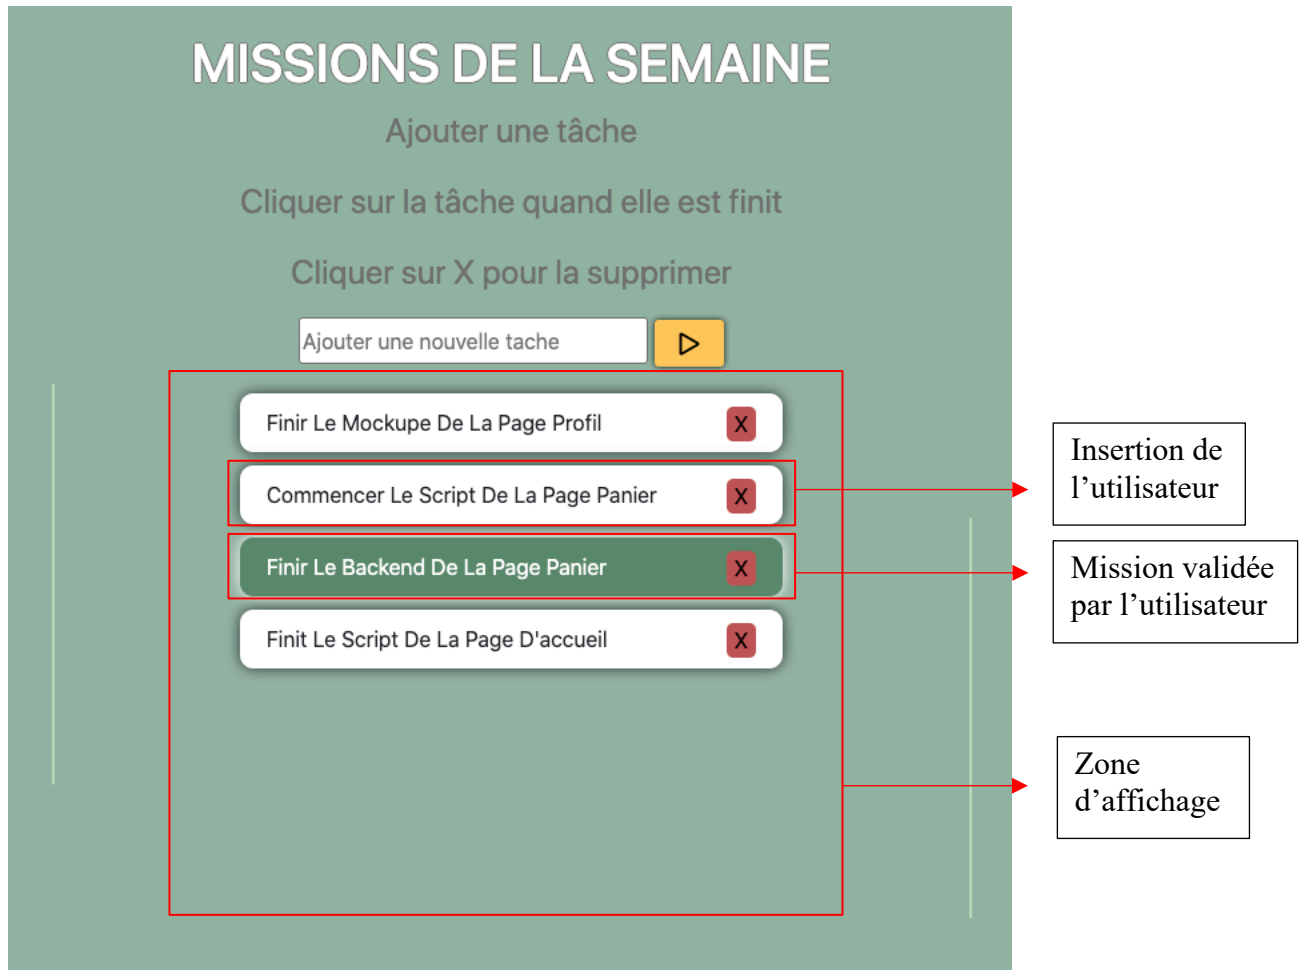 MISSIONS DE LA SEMAINE
Ajouter une tâche
Cliquer sur la tâche quand elle est finit
Cliquer sur X pour la supprimer
Ajouter une nouvelle tache
Finir Le Mockupe De La Page Profil X
Commencer Le Script De La Page Panier X
Finir Le Backend De La Page Panier X
Finit Le Script De La Page D'accueil X
Insertion de
l’utilisateur
Mission validée
par l’utilisateur
Zone
d’affichage